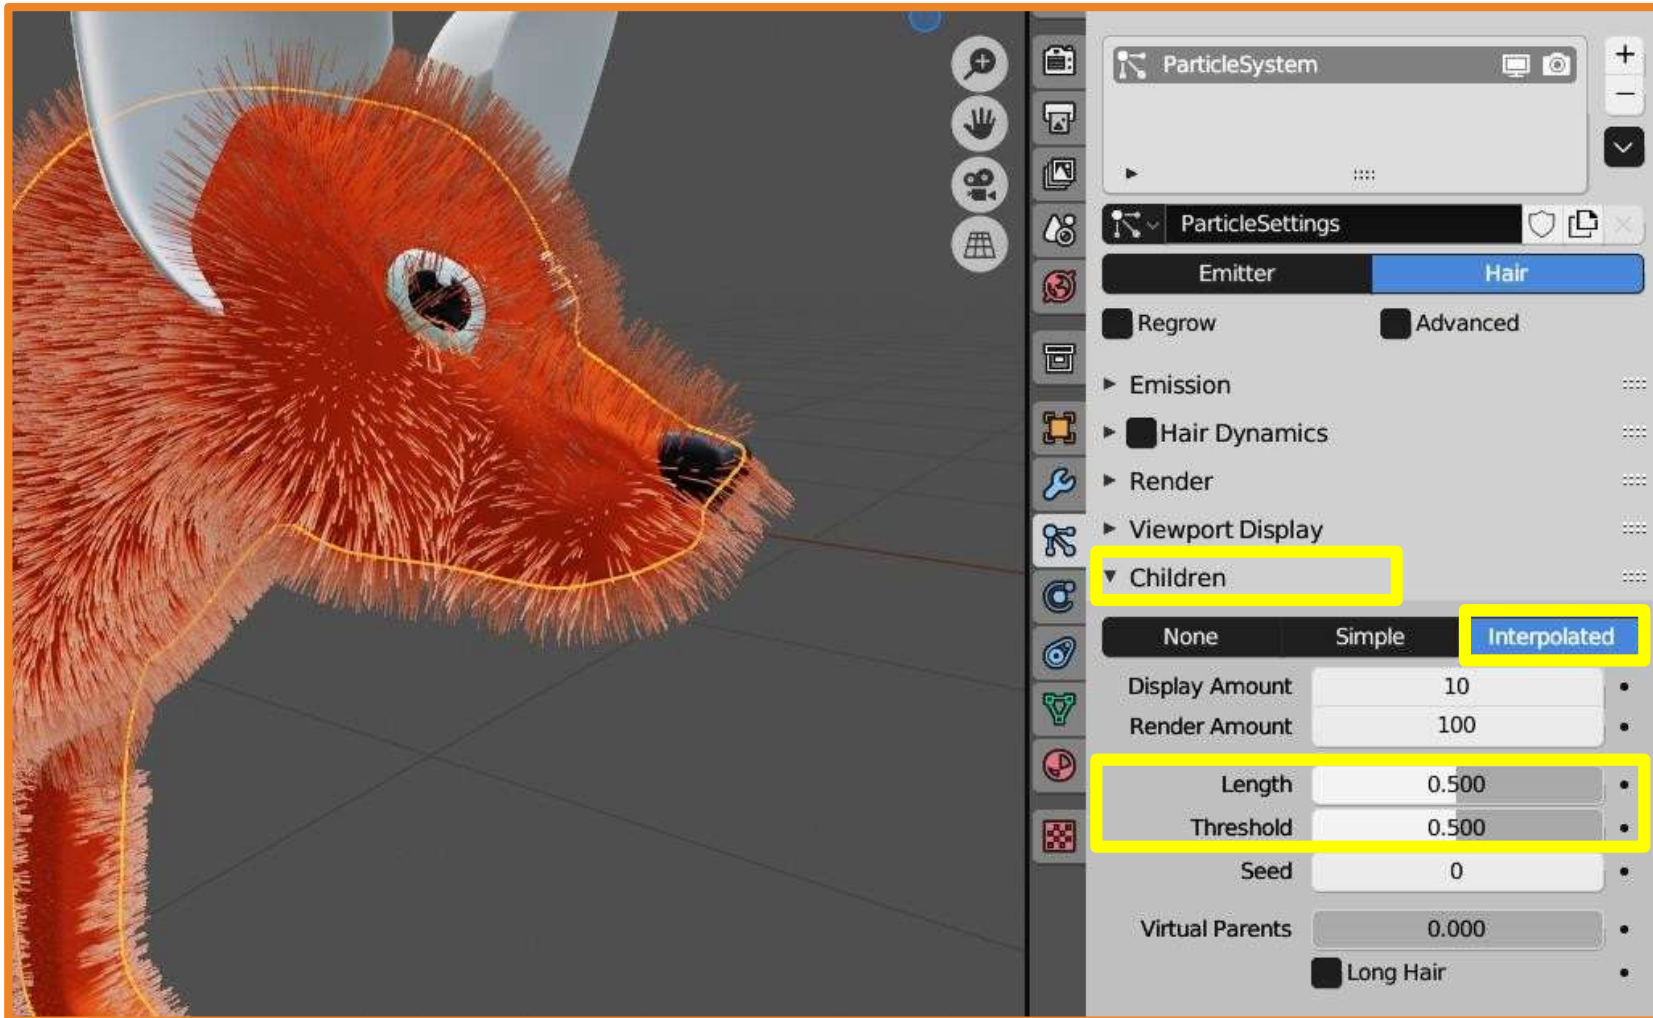 ParticleSystem
ParticleSettings
Emitter Hair
Regrow Advanced
Emission
Hair Dynamics
Render
Viewport Display
Children
None Simple Interpolated
Display Amount 10
Render Amount 100
Length 0.500
Threshold 0.500
Seed 0
Virtual Parents 0.000
Long Hair